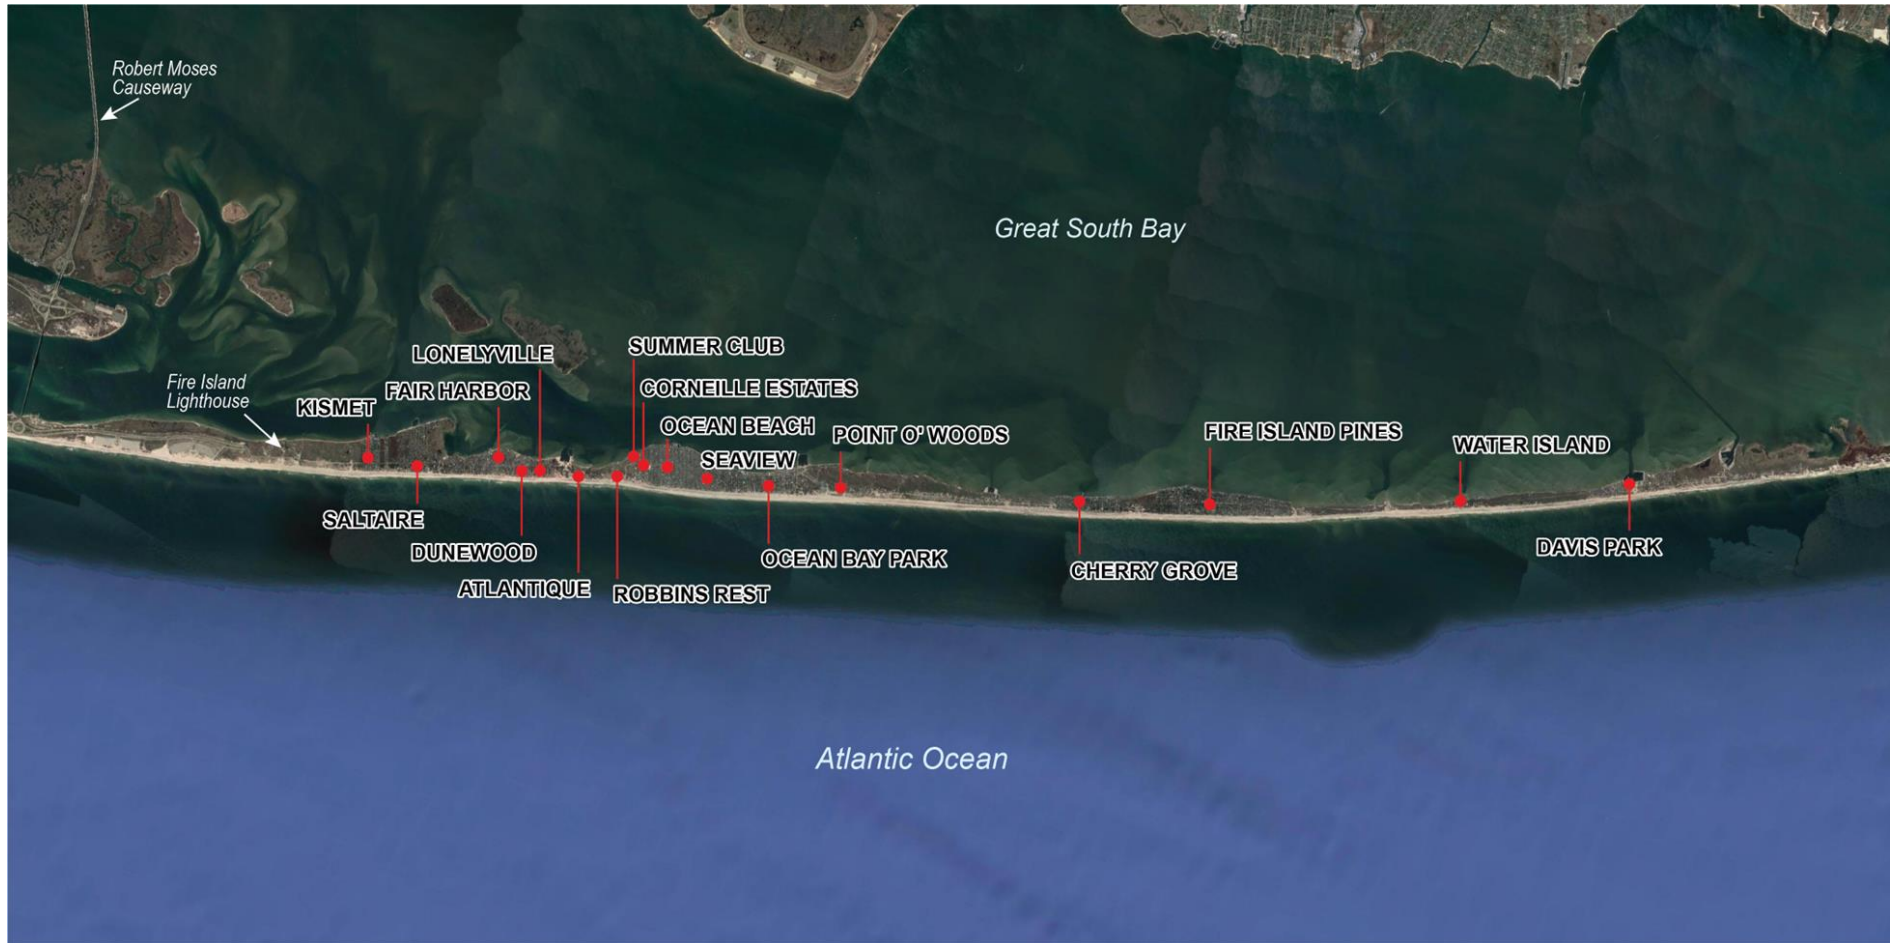 Robert Moses
Causeway
Great South Bay
SUMMER CLUB
LONELYVILLE
Fire Island
Lighthouse
FAIR HARBOR
CORNEILLE ESTATES
KISMET
OCEAN BEACH
POINT O' WOODS
FIRE ISLAND PINES
WATER ISLAND
SEAVIEW
SALTAIRE
DUNEWOOD
OCEAN BAY PARK
DAVIS PARK
CHERRY GROVE
ATLANTIQUE
ROBBINS REST
Atlantic Ocean